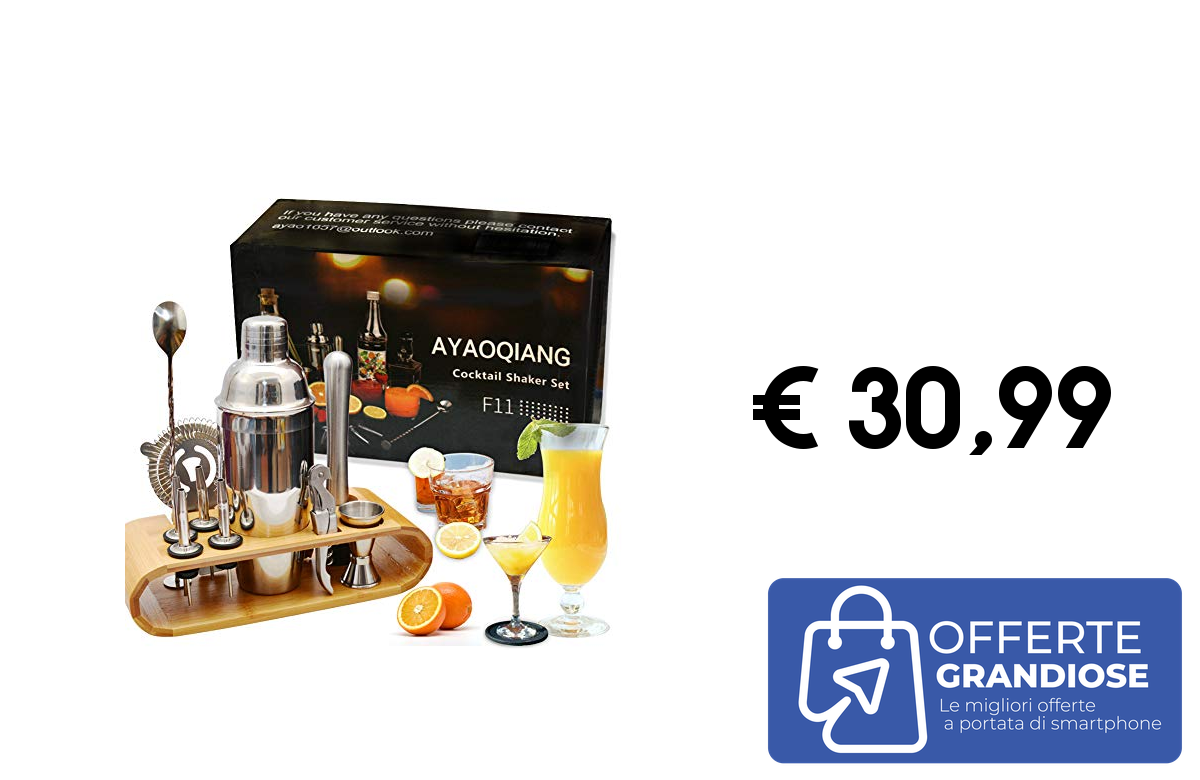 If you have any questions please contact
our customer service without hesitation.
ayao1057@outlook.com
AYAOQIANG
Cocktail Shaker Set
F11
€ 30,99
OFFERTE
GRANDIOSE
Le migliori offerte
a portata di smartphone